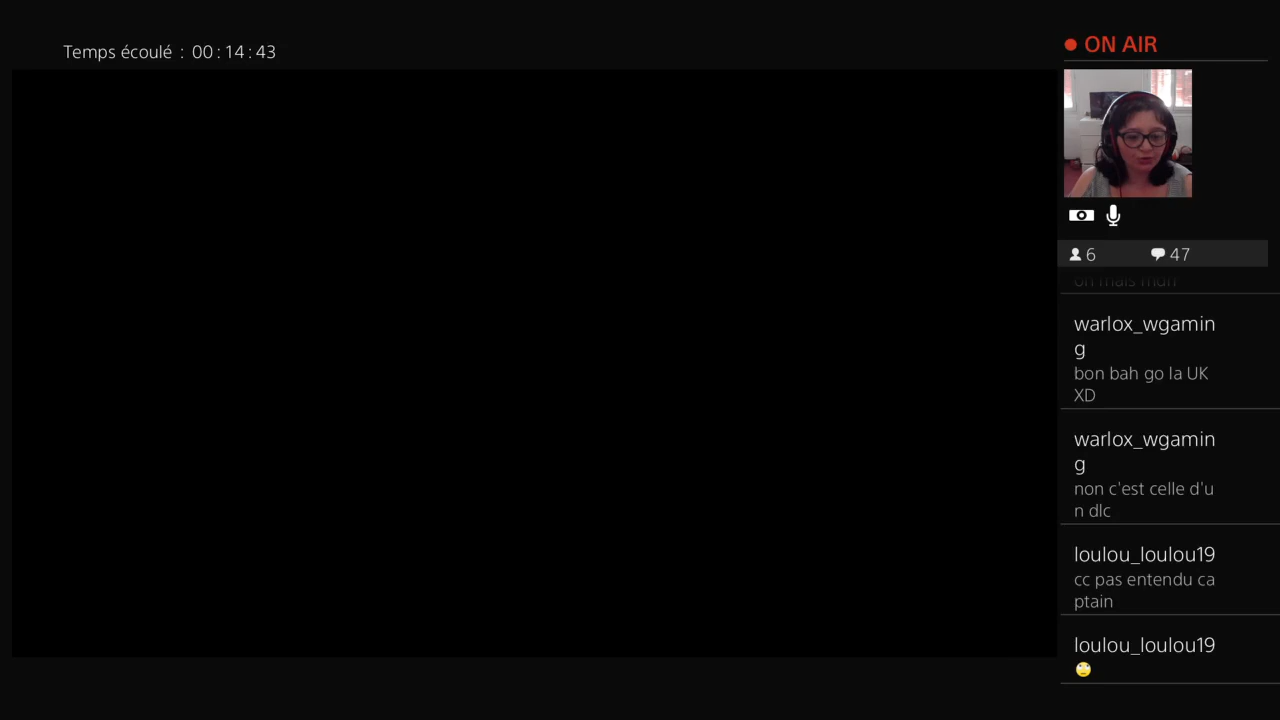 Temps écoulé : 00:14:43
ON AIR
6 47
warlox_wgamin
g
bon bah go la UK
XD
warlox_wgamin
g
non c'est celle d'u
n dlc
loulou_loulou19
cc pas entendu ca
ptain
loulou_loulou19
🙄